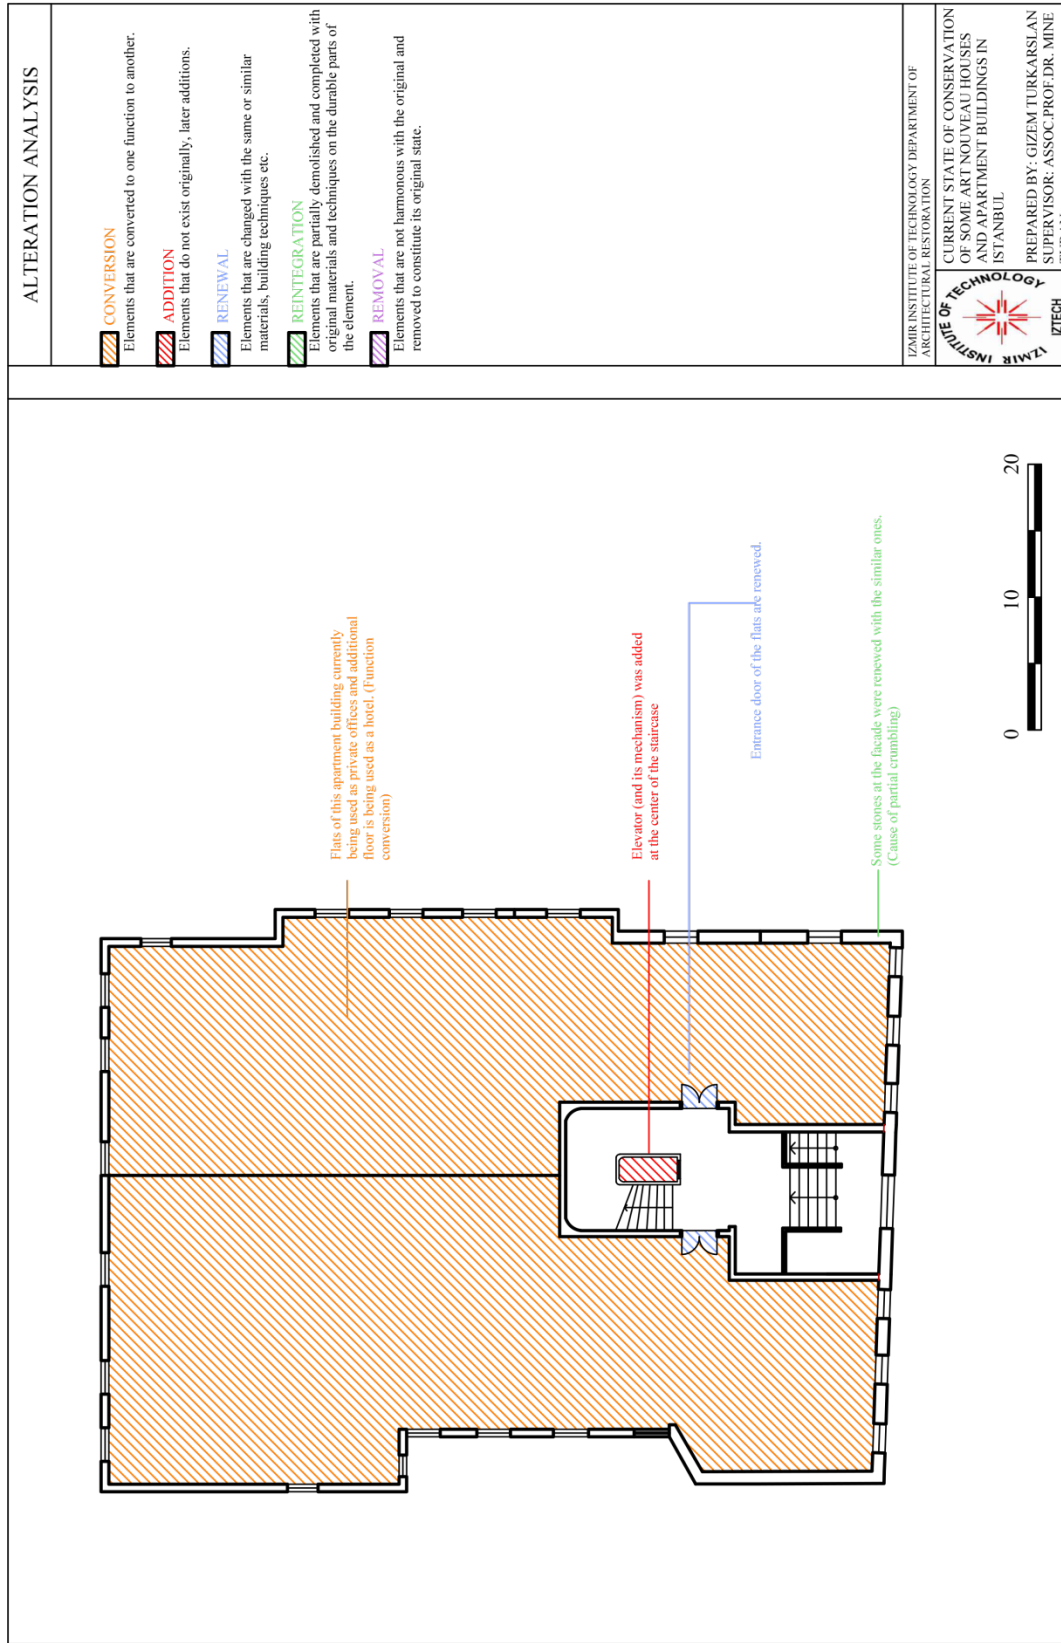 ALTERATION ANALYSIS
CONVERSION
Elements that are converted to one function to another.
ADDITION
Elements that do not exist originally, later additions.
RENEWAL
Elements that are changed with the same or similar
materials, building techniques etc.
REINTEGRATION
Elements that are partially demolished and completed with
original materials and techniques on the durable parts of
the element.
REMOVAL
Elements that are not harmonous with the original and
removed to constitute its original state.
Flats of this apartment building currently
being used as private offices and additional
floor is being used as a hotel. (Function
conversion)
Elevator (and its mechanism) was added
at the center of the staircase
Entrance door of the flats are renewed.
Some stones at the facade were renewed with the similar ones.
(Cause of partial crumbling)
0 10 20
IZMIR INSTITUTE OF TECHNOLOGY DEPARTMENT OF
ARCHITECTURAL RESTORATION
IZMIR INSTITUTE OF TECHNOLOGY
IZTECH
CURRENT STATE OF CONSERVATION
OF SOME ART NOUVEAU HOUSES
AND APARTMENT BUILDINGS IN
ISTANBUL
PREPARED BY: GIZEM TURKARSLAN
SUPERVISOR: ASSOC.PROF.DR. MINE